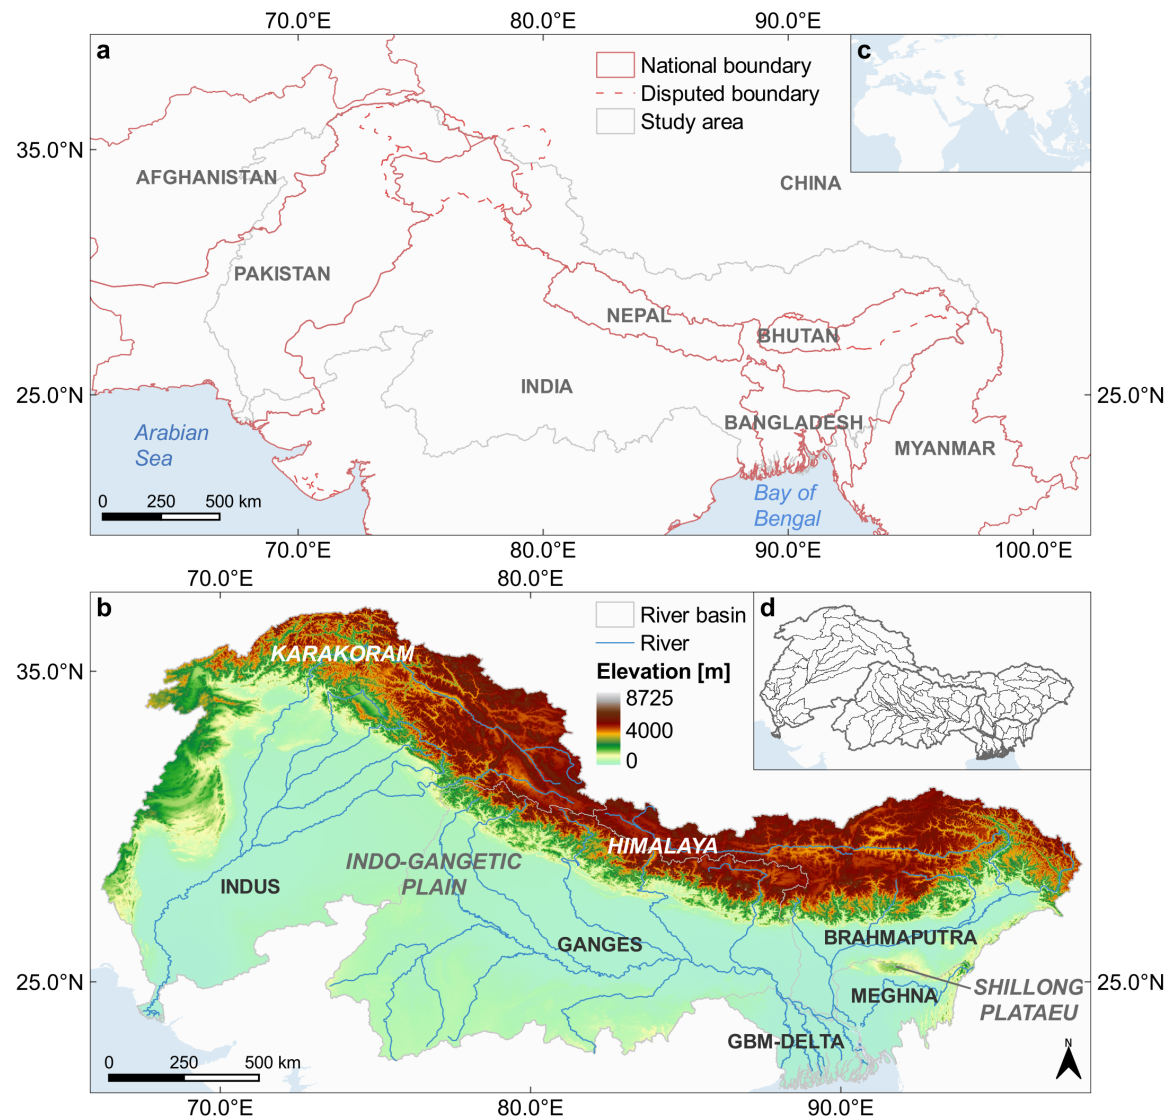 70.0°E 80.0°E 90.0°E
a
c
National boundary
Disputed boundary
Study area
35.0°N
AFGHANISTAN
CHINA
PAKISTAN
NEPAL
BHUTAN
INDIA
25.0°N
25.0°N
BANGLADESH
MYANMAR
Arabian
Sea
Bay of
Bengal
0 250 500 km
70.0°E 80.0°E 90.0°E 100.0°E
70.0°E 80.0°E
b
d
River basin
River
Elevation [m]
8725
4000
0
KARAKORAM
35.0°N
HIMALAYA
INDO-GANGETIC
PLAIN
INDUS
GANGES
BRAHMAPUTRA
25.0°N
25.0°N
MEGHNA
SHILLONG
PLATAEU
GBM-DELTA
N
0 250 500 km
70.0°E 80.0°E 90.0°E